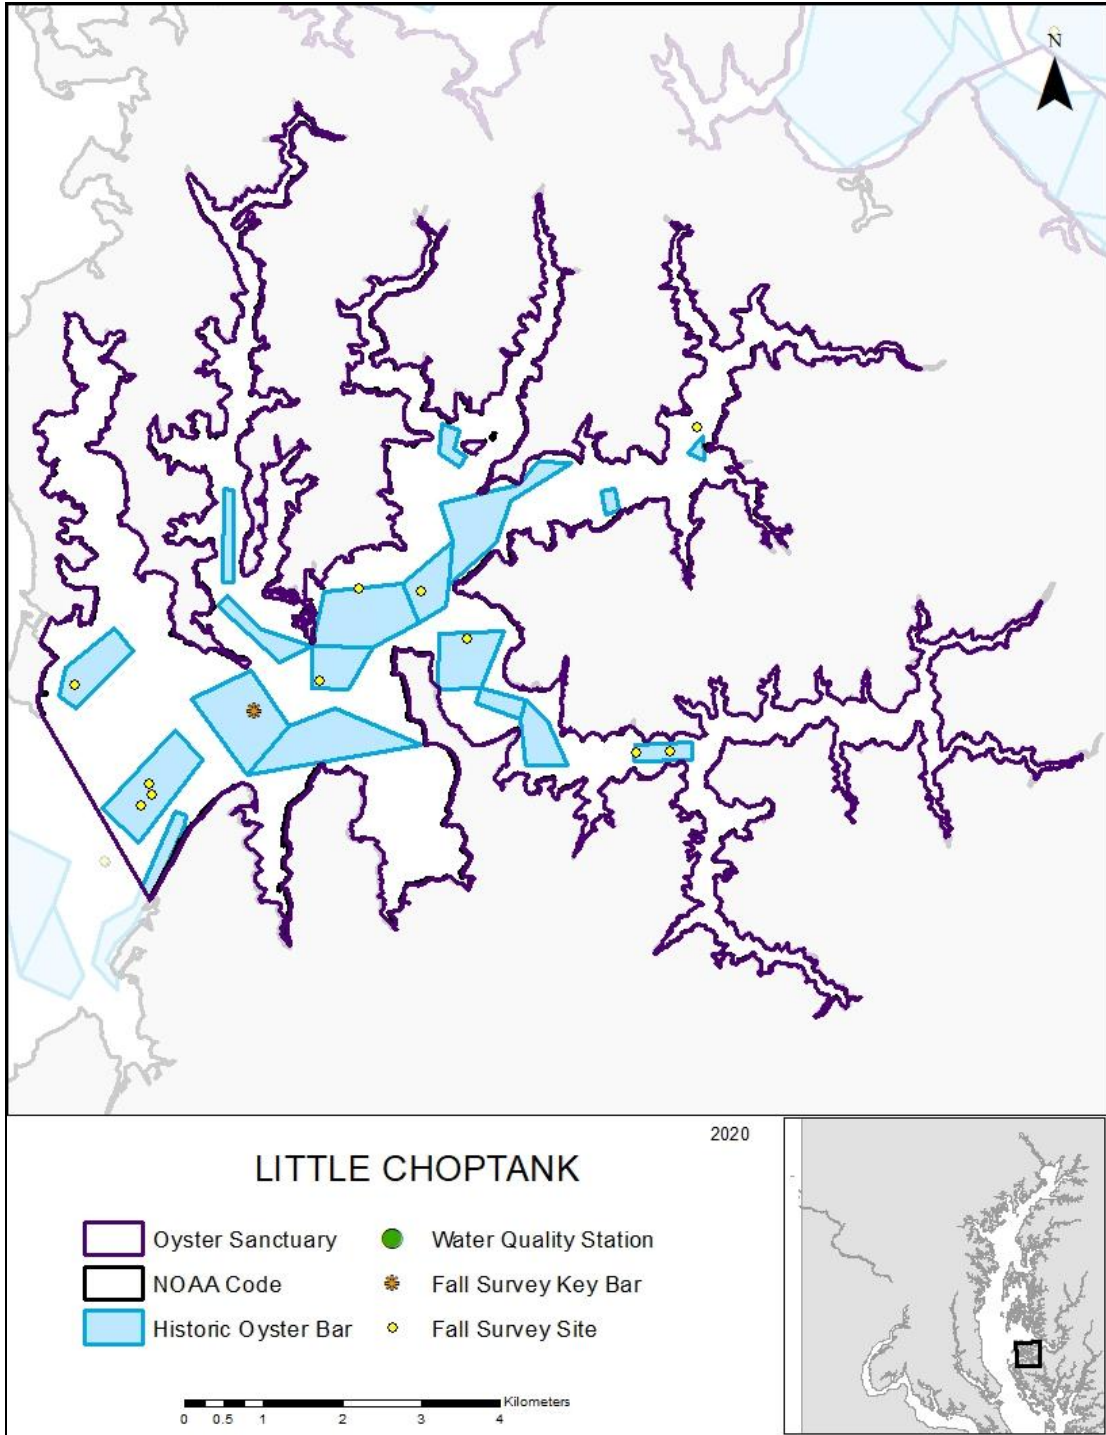 N
2020
LITTLE CHOPTANK
Oyster Sanctuary
Water Quality Station
NOAA Code
Fall Survey Key Bar
Historic Oyster Bar
Fall Survey Site
Kilometers
0 0.5 1 2 3 4